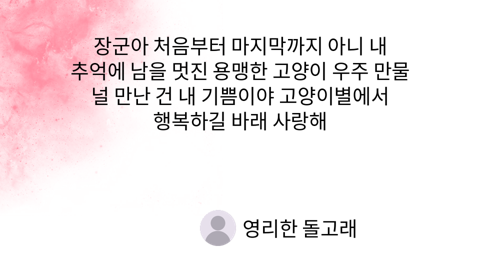 장군아 처음부터 마지막까지 아니 내
추억에 남을 멋진 용맹한 고양이 우주 만물
널 만난 건 내 기쁨이야 고양이별에서
행복하길 바래 사랑해
영리한 돌고래